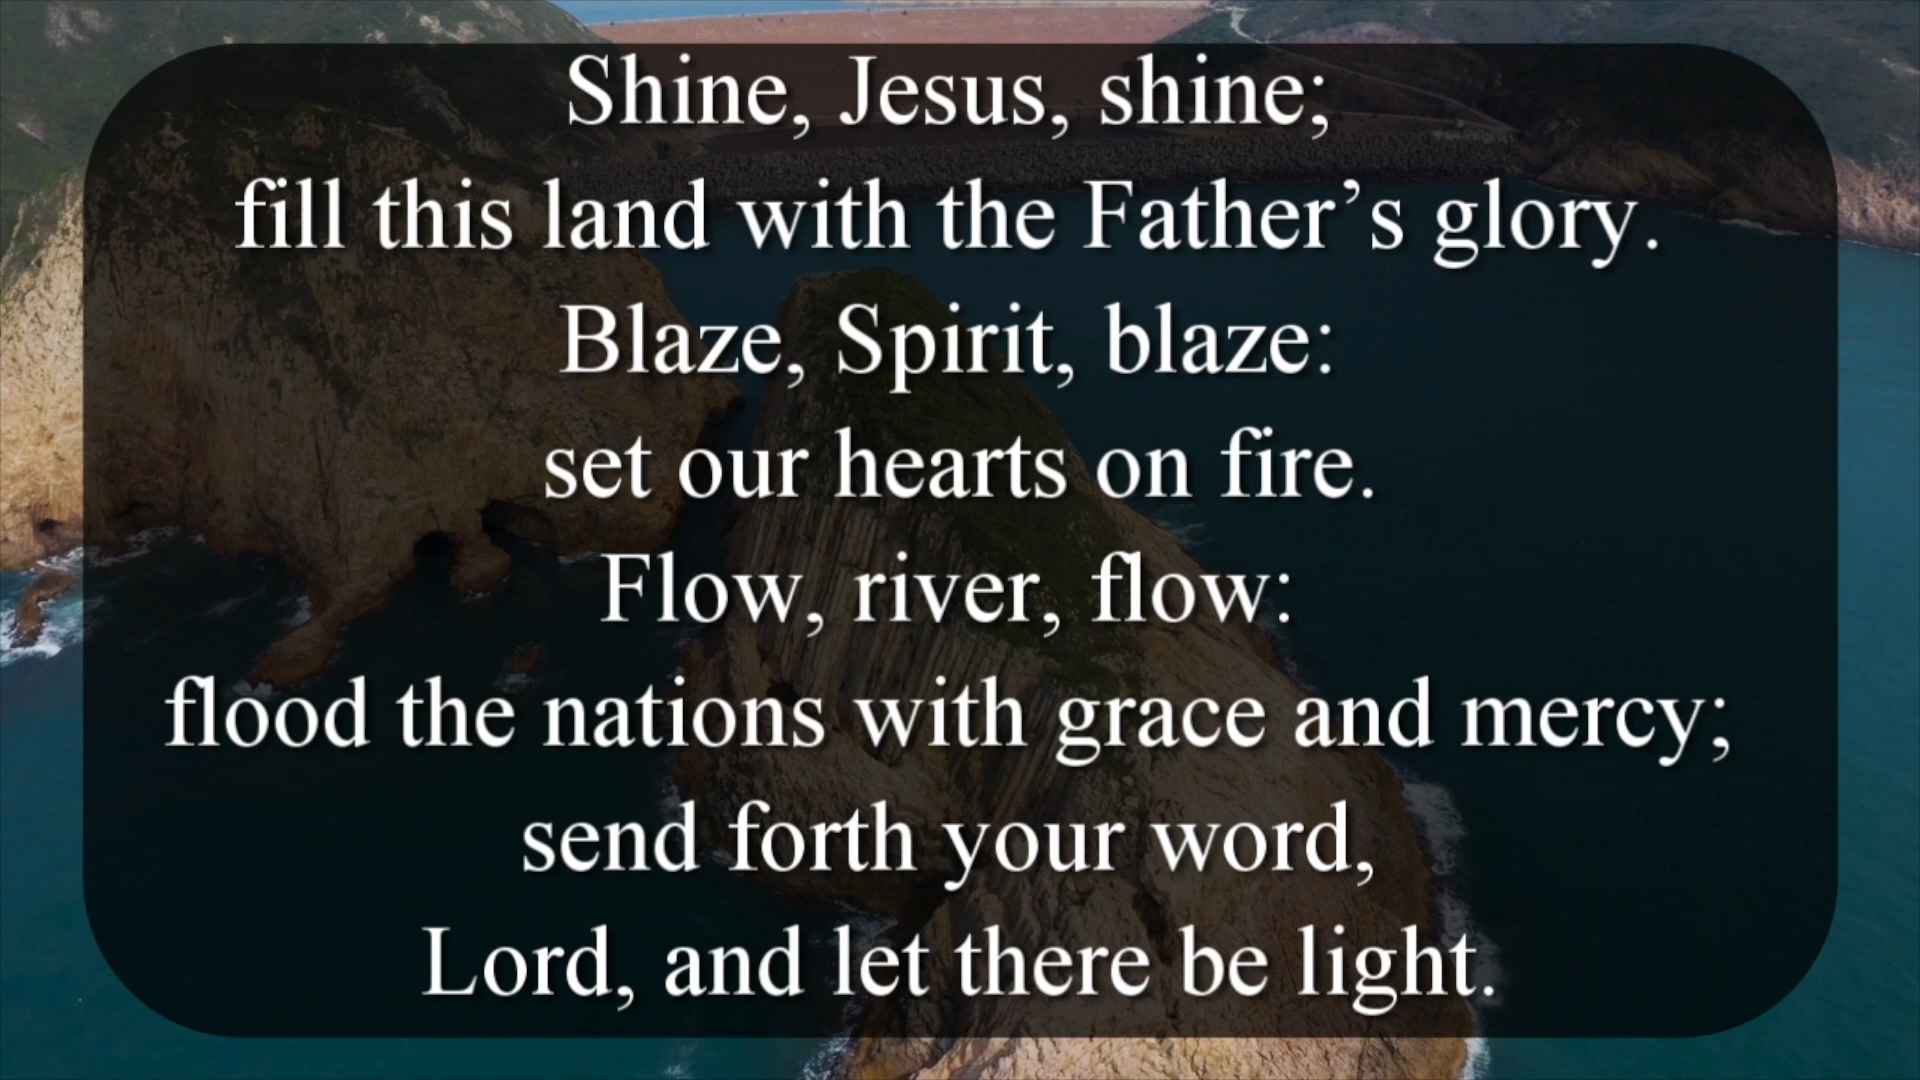 Shine, Jesus, shine;
fill this land with the Father’s glory.
Blaze, Spirit, blaze:
set our hearts on fire.
Flow, river, flow:
flood the nations with grace and mercy;
send forth your word,
Lord, and let there be light.